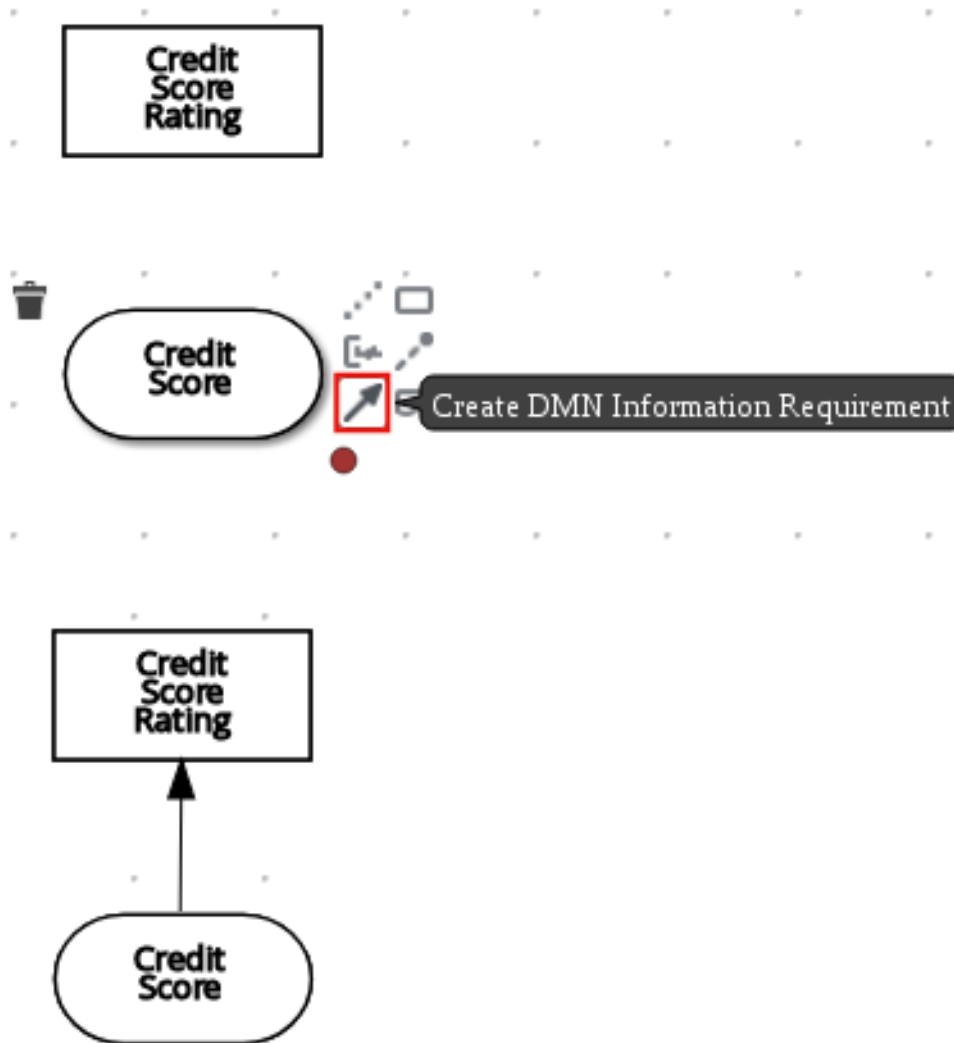 Credit
Score
Rating
Credit
Score
Create DMN Information Requirement
Credit
Score
Rating
Credit
Score